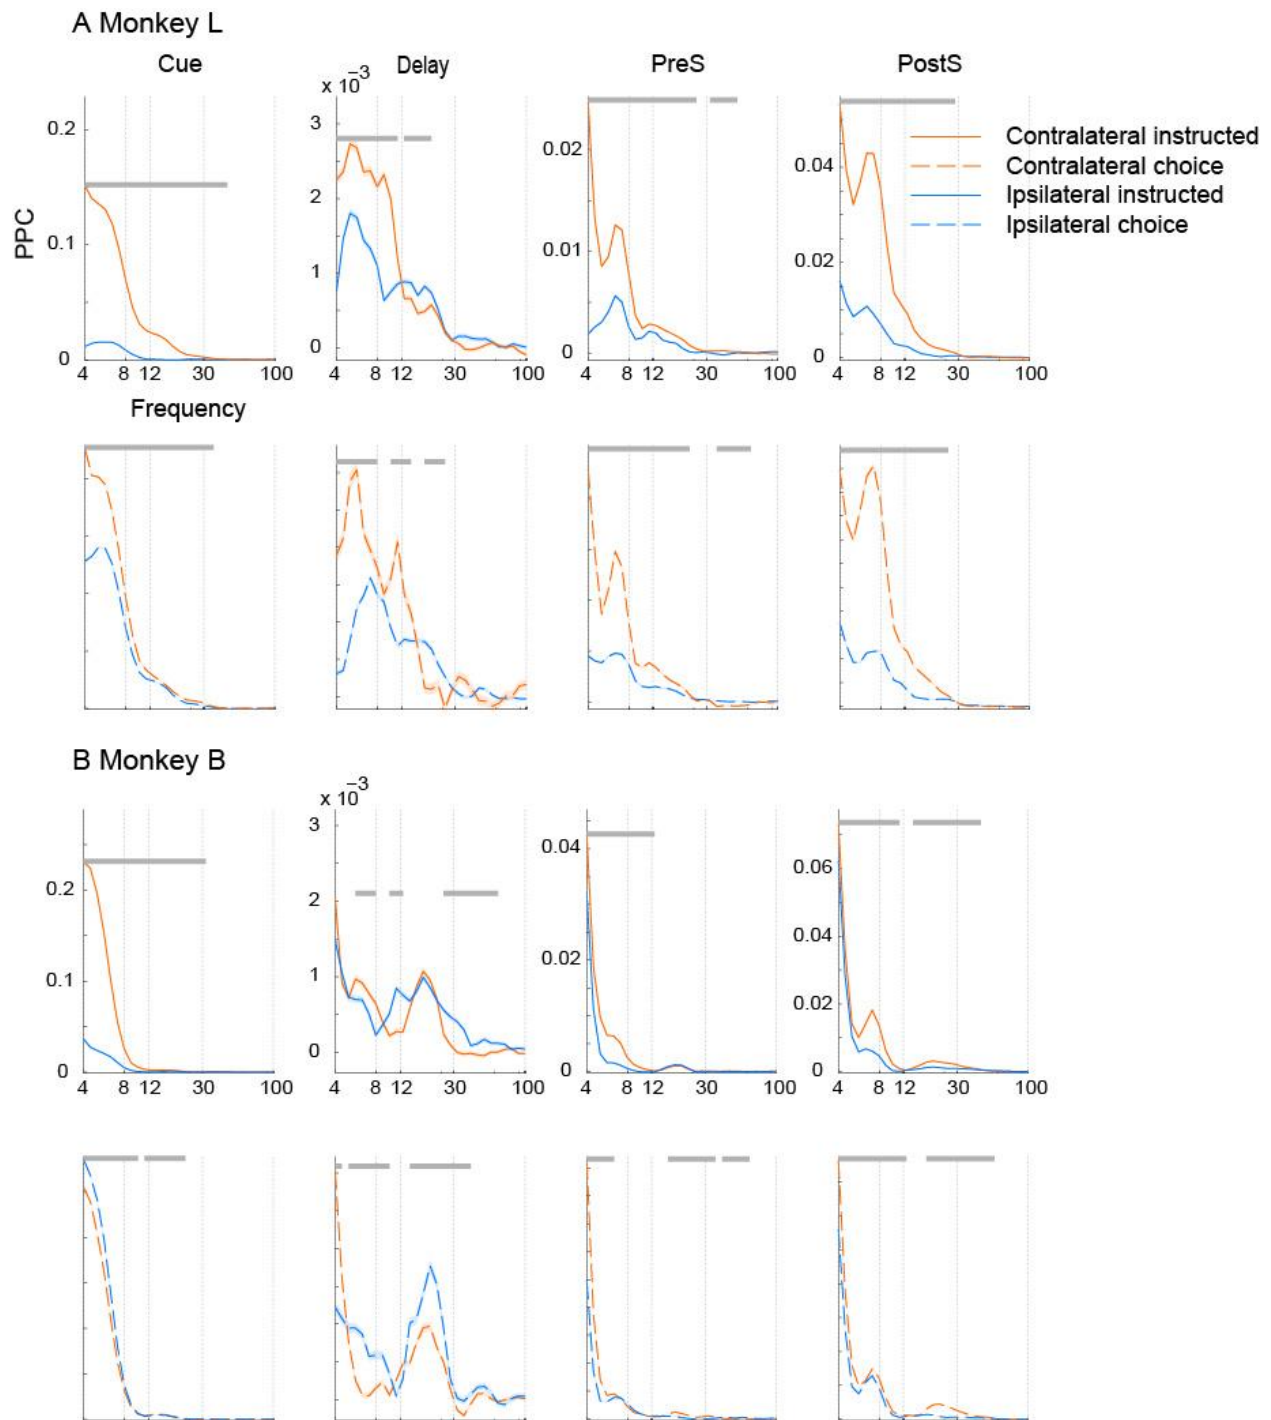 A Monkey L
Cue
Delay
PreS
PostS
x 10−3
0.2
0.1
0
PPC
3
2
1
0
0.02
0.01
0
0.04
0.02
0
Contralateral instructed
Contralateral choice
Ipsilateral instructed
Ipsilateral choice
4 8 12 30 100
4 8 12 30 100
4 8 12 30 100
4 8 12 30 100
Frequency
B Monkey B
x 10−3
0.2
0.1
0
3
2
1
0
0.04
0.02
0
0.06
0.04
0.02
0
4 8 12 30 100
4 8 12 30 100
4 8 12 30 100
4 8 12 30 100